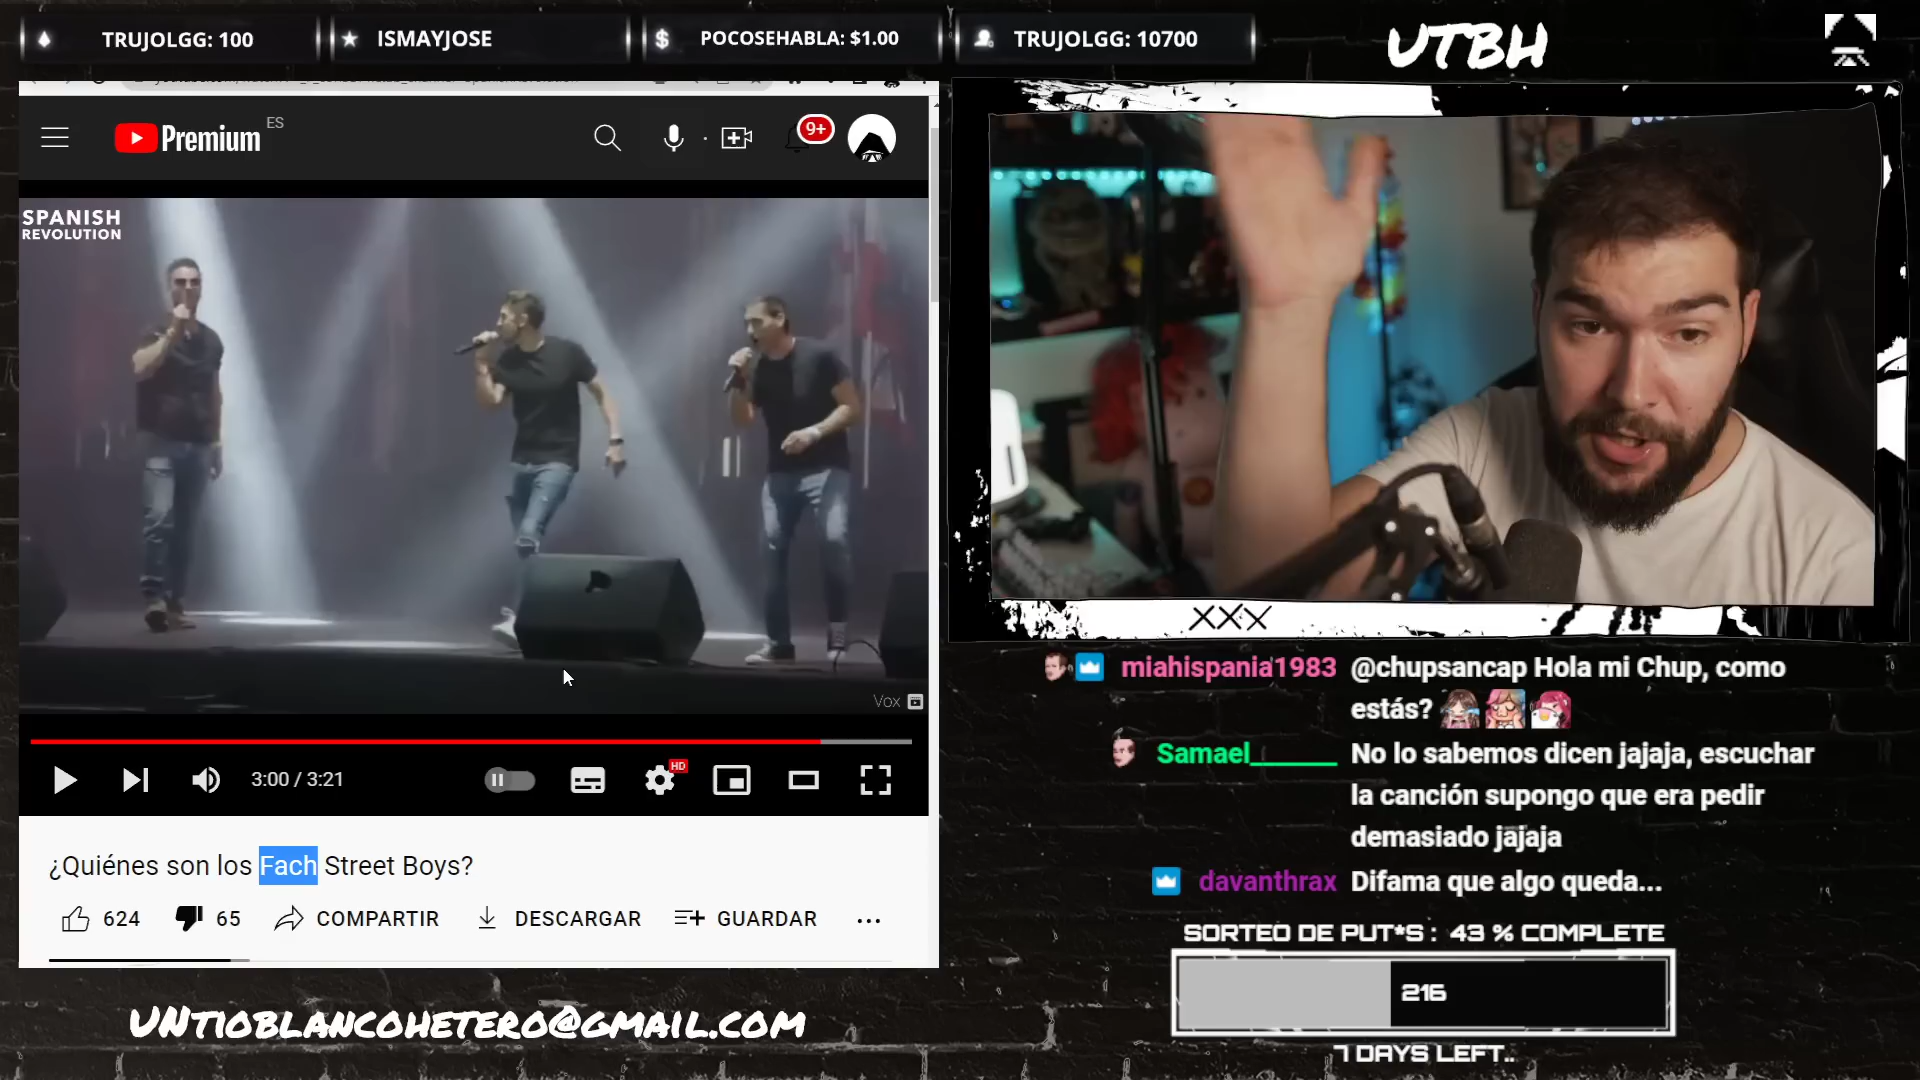 TRUJOLGG: 100
ISMAYJOSE
POCOSEHABLA: $1.00
TRUJOLGG: 10700
UTBH
Premium
ES
9+
SPANISH
REVOLUTION
Vox
3:00 / 3:21
HD
¿Quiénes son los Fach Street Boys?
624
65
COMPARTIR
DESCARGAR
GUARDAR
XXX
miahispania1983 @chupsancap Hola mi Chup, como
estás?
Samael_______ No lo sabemos dicen jajaja, escuchar
la canción supongo que era pedir
demasiado jajaja
davanthrax Difama que algo queda...
SORTEO DE PUT*S : 43 % COMPLETE
216
7 DAYS LEFT..
UNTIOBLANCOHETERO@GMAIL.COM